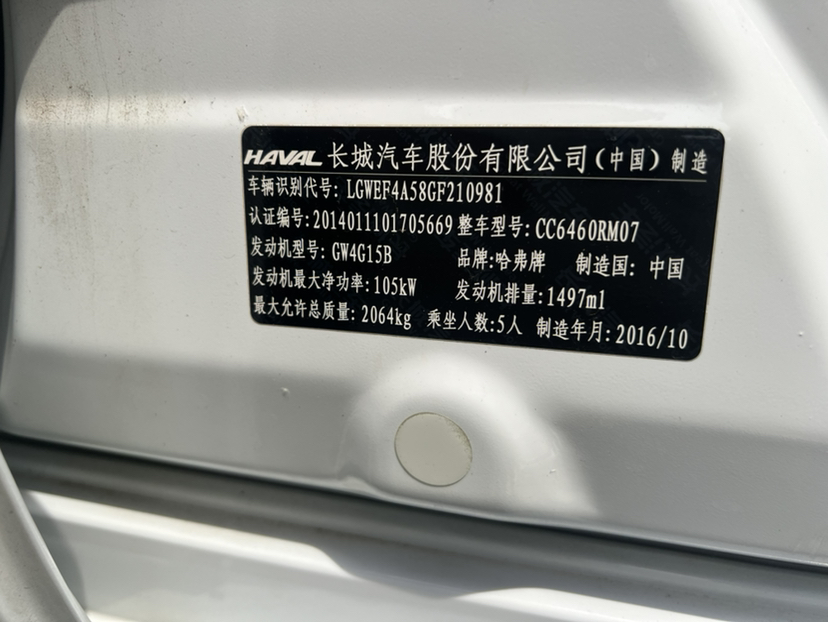 HAVAL 长城汽车股份有限公司(中国)制造
车辆识别代号: LGWEF4A58GF210981
认证编号:2014011101705669 整车型号: CC6460RM07
发动机型号: GW4G15B 品牌:哈弗牌 制造国: 中国
发动机最大净功率: 105kW 发动机排量:1497ml
最大允许总质量: 2064kg 乘坐人数:5人 制造年月:2016/10